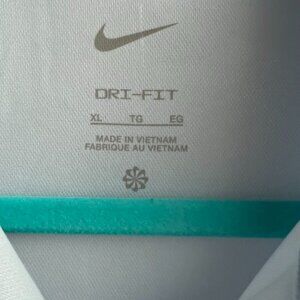 DRI-FIT
XL TG EG
MADE IN VIETNAM
FABRIQUE AU VIETNAM